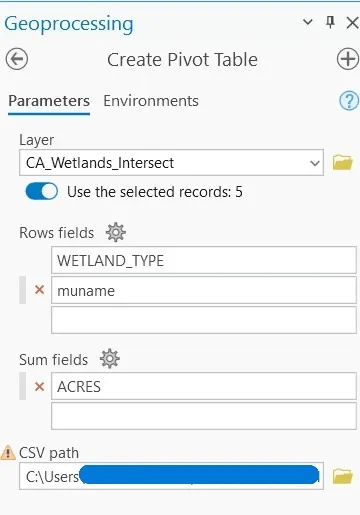 Geoprocessing
Create Pivot Table
Parameters Environments
Layer
CA_Wetlands_Intersect
Use the selected records: 5
Rows fields
WETLAND_TYPE
muname
Sum fields
ACRES
CSV path
C:\Users